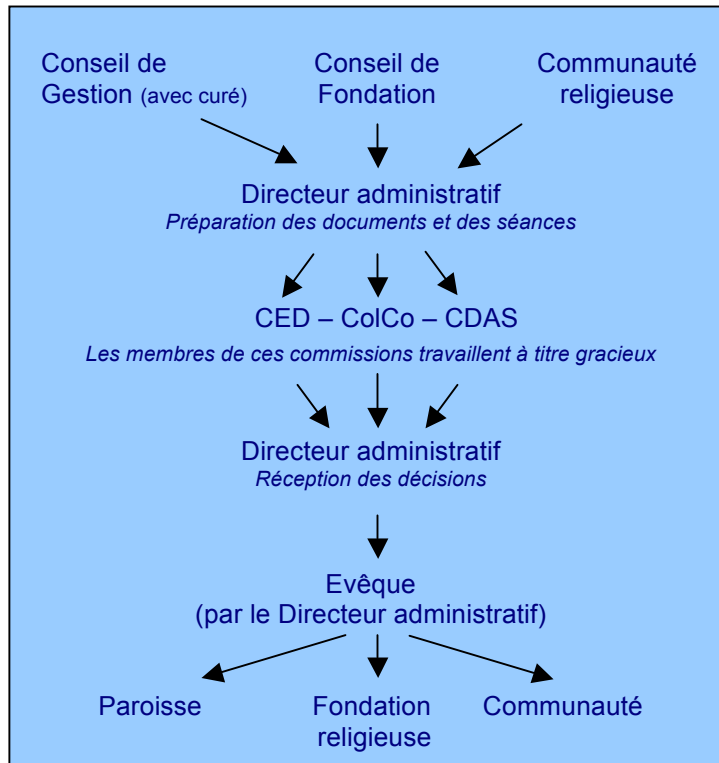 Conseil de
Gestion (avec curé)
Conseil de
Fondation
Communauté
religieuse
Directeur administratif
Préparation des documents et des séances
CED – ColCo – CDAS
Les membres de ces commissions travaillent à titre gracieux
Directeur administratif
Réception des décisions
Evêque
(par le Directeur administratif)
Paroisse
Fondation
religieuse
Communauté